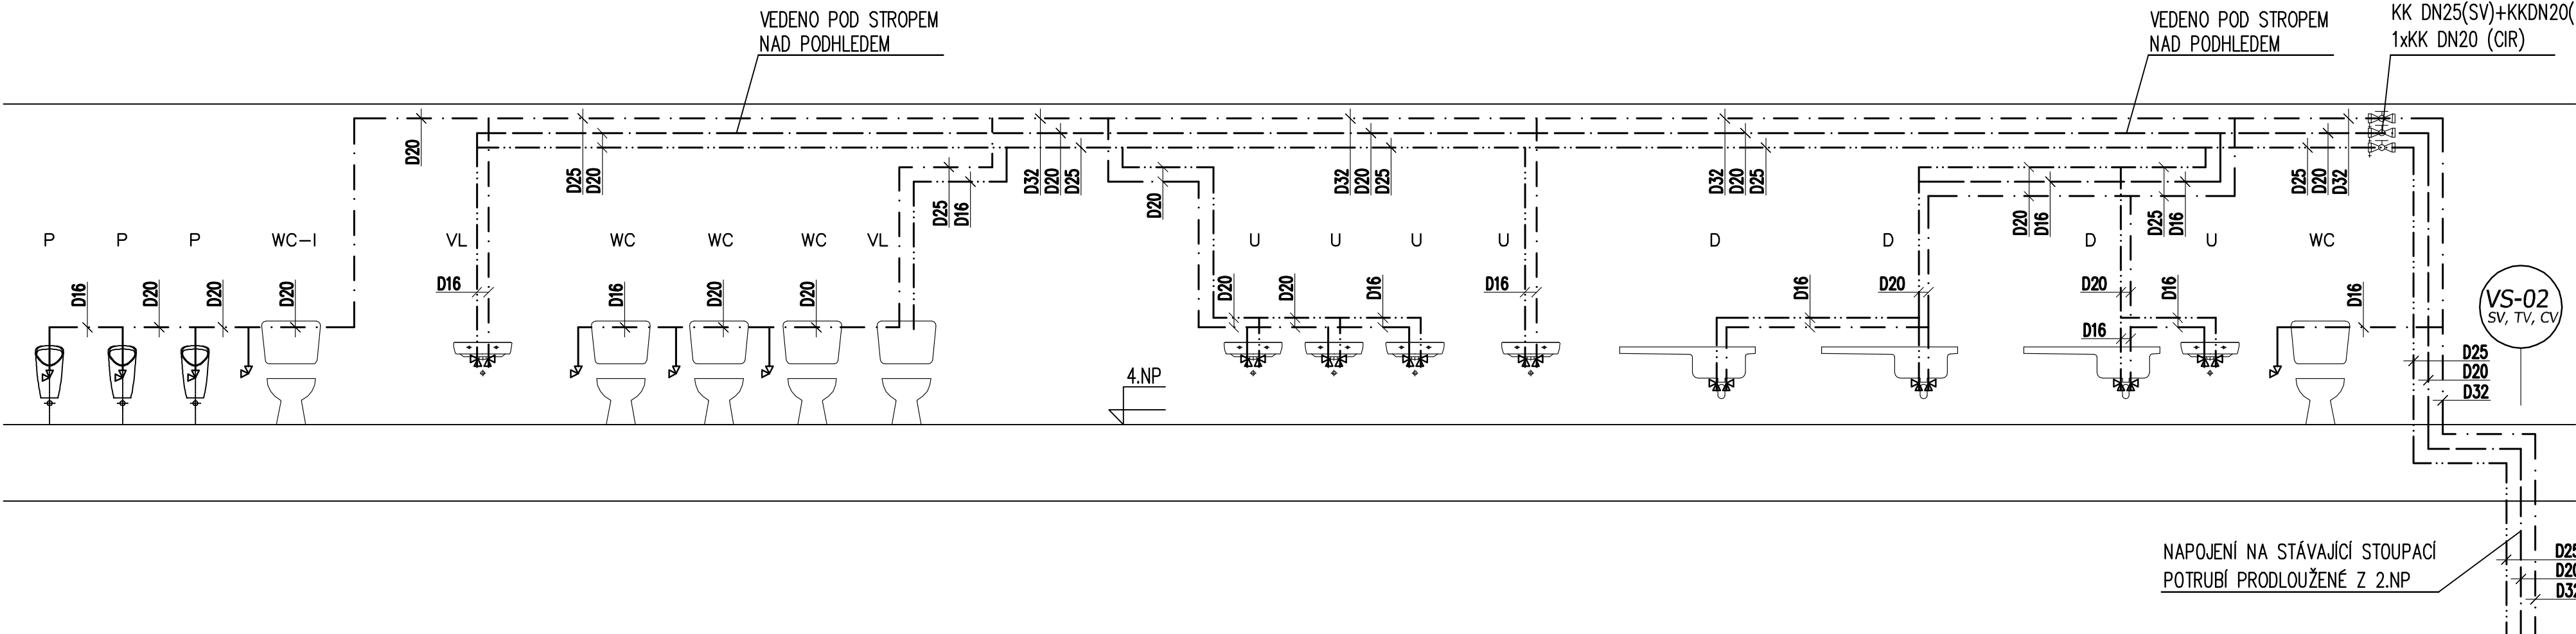 VEDENO POD STROPEM
NAD PODHLEDEM
VEDENO POD STROPEM
NAD PODHLEDEM
KK DN25(SV)+KKDN20(
1xKK DN20 (CIR)
D20
D25
D20
D25
D16
D32
D20
D25
D20
D32
D20
D25
D32
D20
D25
D20
D16
D25
D16
D25
D20
D32
P
P
P
WC-I
VL
WC
WC
WC
VL
U
U
U
U
D
D
D
U
WC
D16
D20
D20
D20
D16
D16
D20
D20
D20
D20
D16
D16
D16
D20
D20
D16
D16
D16
VS-02
SV, TV, CV
D25
D20
D32
4.NP
NAPOJENÍ NA STÁVAJÍCÍ STOUPACÍ
POTRUBÍ PRODLOUŽENÉ Z 2.NP
D25
D20
D32